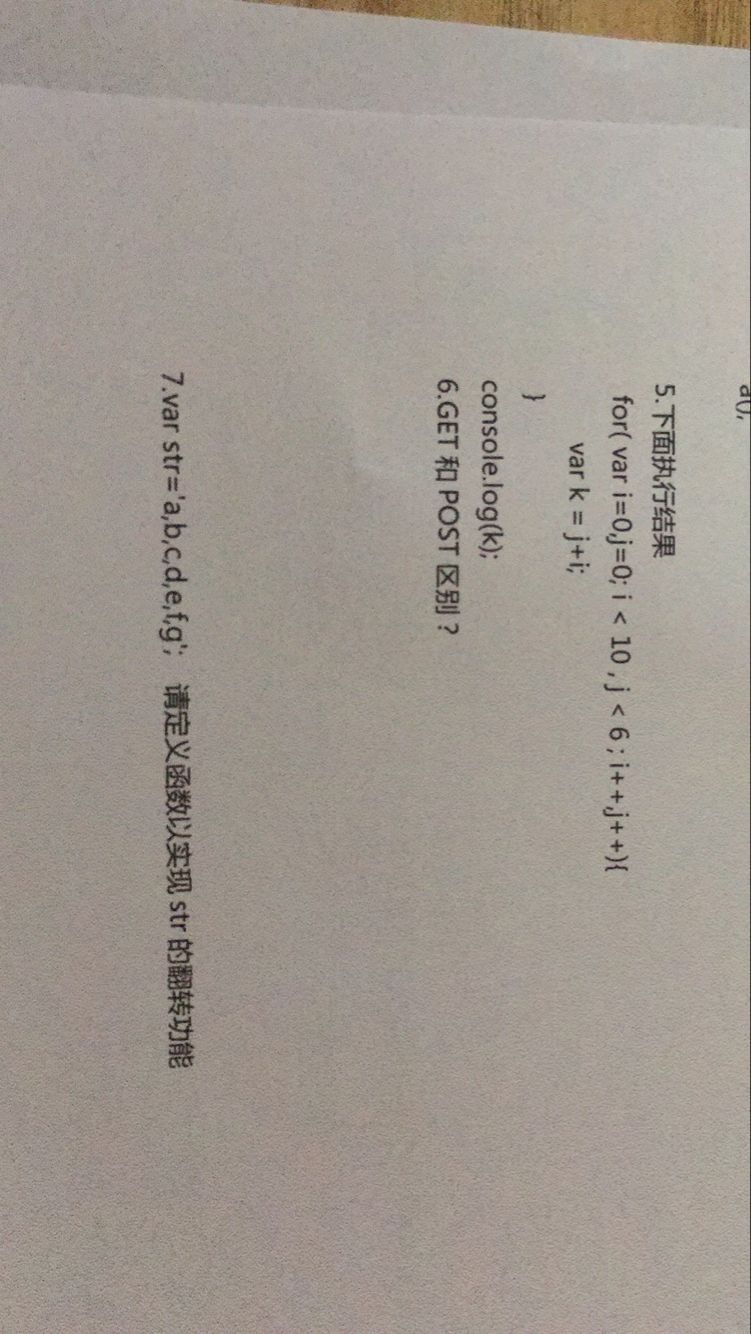 a();
5.下面执行结果
for( var i=0,j=0; i < 10 , j < 6 ; i++,j++){
var k = j+i;
}
console.log(k);
6.GET 和 POST 区别？
7.var str='a,b,c,d,e,f,g'; 请定义函数以实现 str 的翻转功能